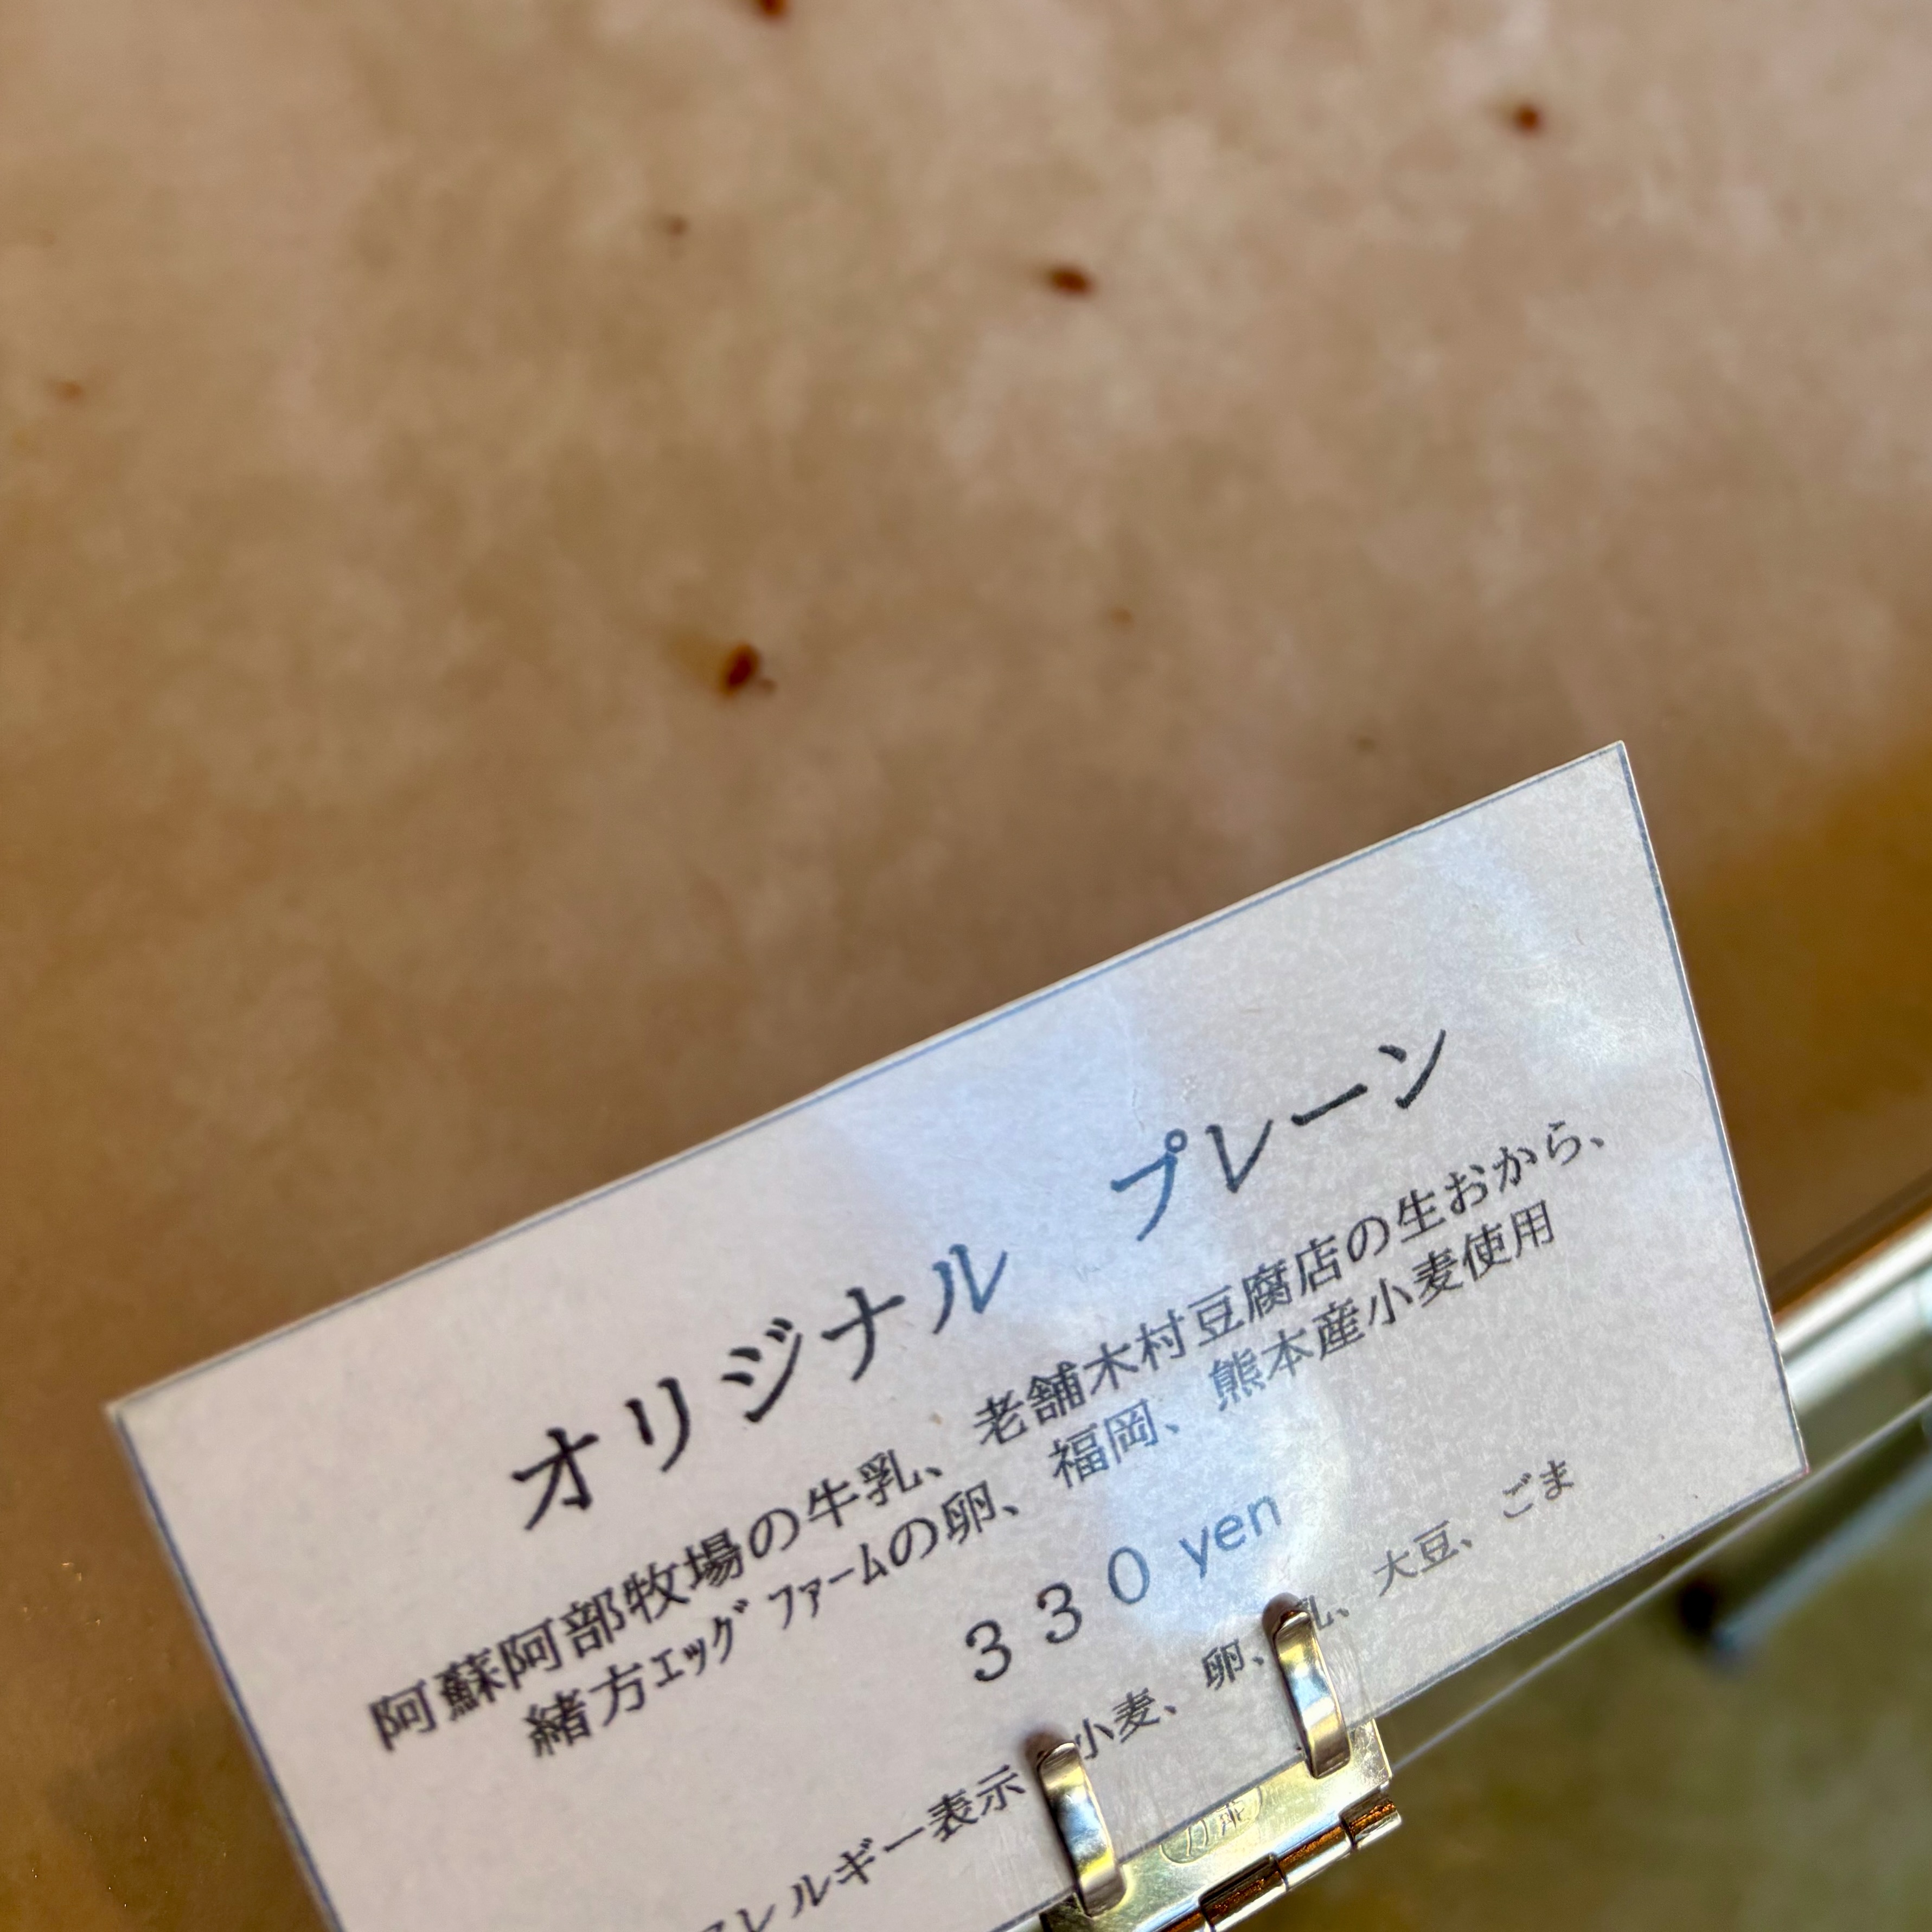 オリジナル　プレーン
阿蘇阿部牧場の牛乳、老舗木村豆腐店の生おから、
緒方ｴｯｸﾞﾌｧｰﾑの卵、福岡、熊本産小麦使用
３３０ yen
アレルギー表示　小麦、卵、乳、大豆、ごま